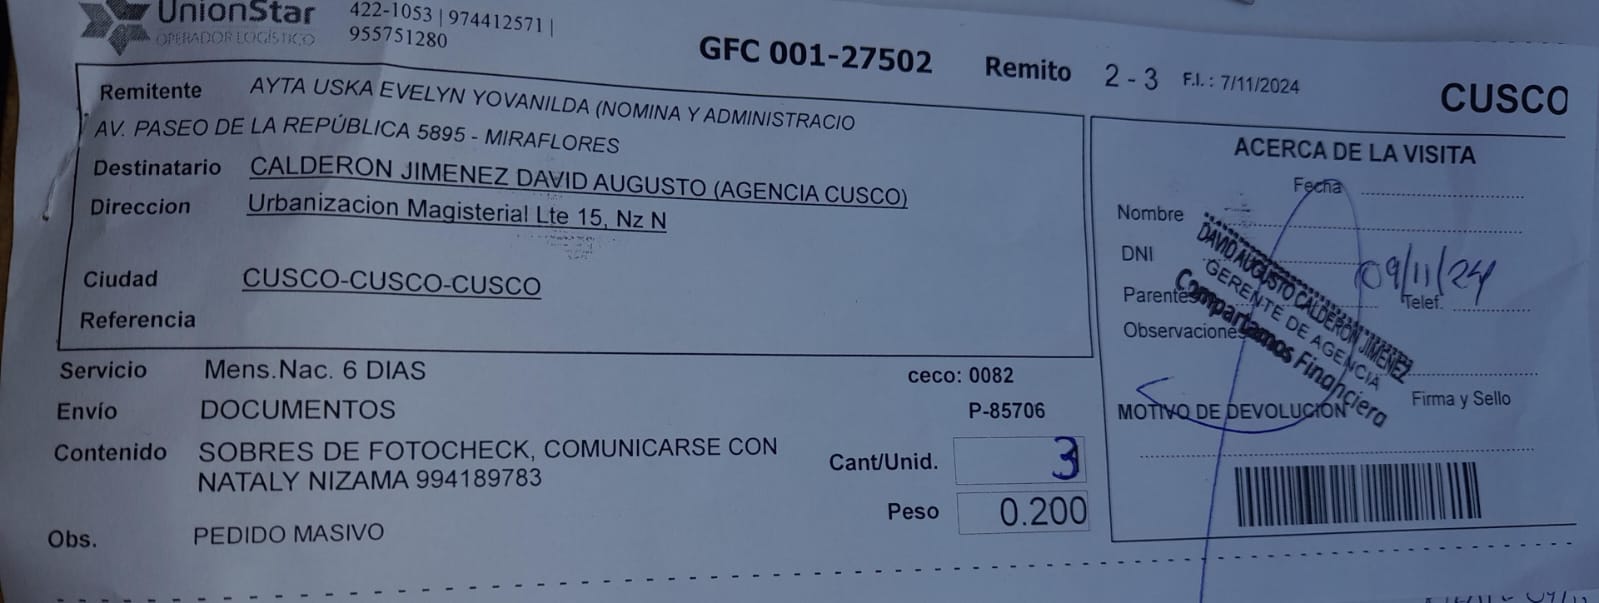 UnionStar
OPERADOR LOGÍSTICO
422-1053 | 974412571 |
955751280
GFC 001-27502 Remito 2 - 3 F.I. : 7/11/2024 CUSCO
Remitente AYTA USKA EVELYN YOVANILDA (NOMINA Y ADMINISTRACIO
AV. PASEO DE LA REPÚBLICA 5895 - MIRAFLORES
Destinatario CALDERON JIMENEZ DAVID AUGUSTO (AGENCIA CUSCO)
Direccion Urbanizacion Magisterial Lte 15, Nz N
Ciudad CUSCO-CUSCO-CUSCO
Referencia
Servicio Mens.Nac. 6 DIAS ceco: 0082
Envío DOCUMENTOS P-85706
Contenido SOBRES DE FOTOCHECK, COMUNICARSE CON
NATALY NIZAMA 994189783
Cant/Unid. 3
Peso 0.200
Obs. PEDIDO MASIVO
ACERCA DE LA VISITA
Fecha
Nombre
DNI
09/11/24
Telef.
Observaciones
DAVID AUGUSTO CALDERON JIMENEZ
GERENTE DE AGENCIA
Compartamos Financiera
Firma y Sello
MOTIVO DE DEVOLUCION